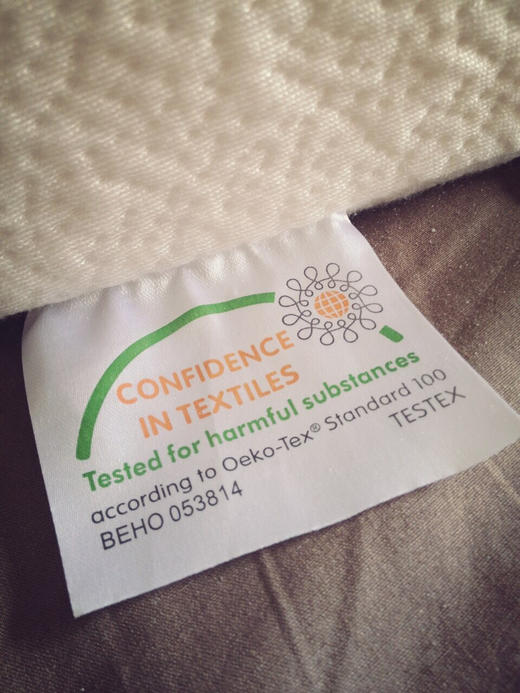 CONFIDENCE
IN TEXTILES
Tested for harmful substances
according to Oeko-Tex® Standard 100
BEHO 053814 TESTEX